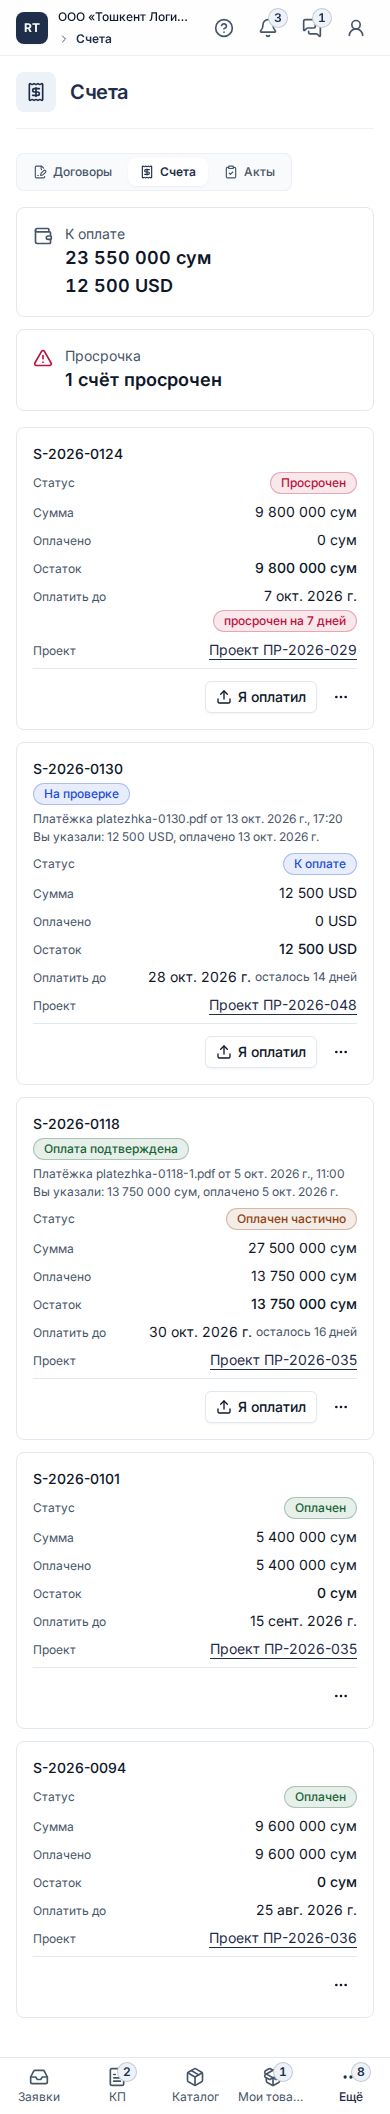 RT
ООО «Тошкент Логи...
> Счета
3
1
Счета
Договоры Счета Акты
К оплате
23 550 000 сум
12 500 USD
Просрочка
1 счёт просрочен
S-2026-0124
Статус Просрочен
Сумма 9 800 000 сум
Оплачено 0 сум
Остаток 9 800 000 сум
Оплатить до 7 окт. 2026 г.
просрочен на 7 дней
Проект Проект ПР-2026-029
Я оплатил ...
S-2026-0130
На проверке
Платёжка platezhka-0130.pdf от 13 окт. 2026 г., 17:20
Вы указали: 12 500 USD, оплачено 13 окт. 2026 г.
Статус К оплате
Сумма 12 500 USD
Оплачено 0 USD
Остаток 12 500 USD
Оплатить до 28 окт. 2026 г. осталось 14 дней
Проект Проект ПР-2026-048
Я оплатил ...
S-2026-0118
Оплата подтверждена
Платёжка platezhka-0118-1.pdf от 5 окт. 2026 г., 11:00
Вы указали: 13 750 000 сум, оплачено 5 окт. 2026 г.
Статус Оплачен частично
Сумма 27 500 000 сум
Оплачено 13 750 000 сум
Остаток 13 750 000 сум
Оплатить до 30 окт. 2026 г. осталось 16 дней
Проект Проект ПР-2026-035
Я оплатил ...
S-2026-0101
Статус Оплачен
Сумма 5 400 000 сум
Оплачено 5 400 000 сум
Остаток 0 сум
Оплатить до 15 сент. 2026 г.
Проект Проект ПР-2026-035
...
S-2026-0094
Статус Оплачен
Сумма 9 600 000 сум
Оплачено 9 600 000 сум
Остаток 0 сум
Оплатить до 25 авг. 2026 г.
Проект Проект ПР-2026-036
...
2 1 8
Заявки КП Каталог Мои това... Ещё